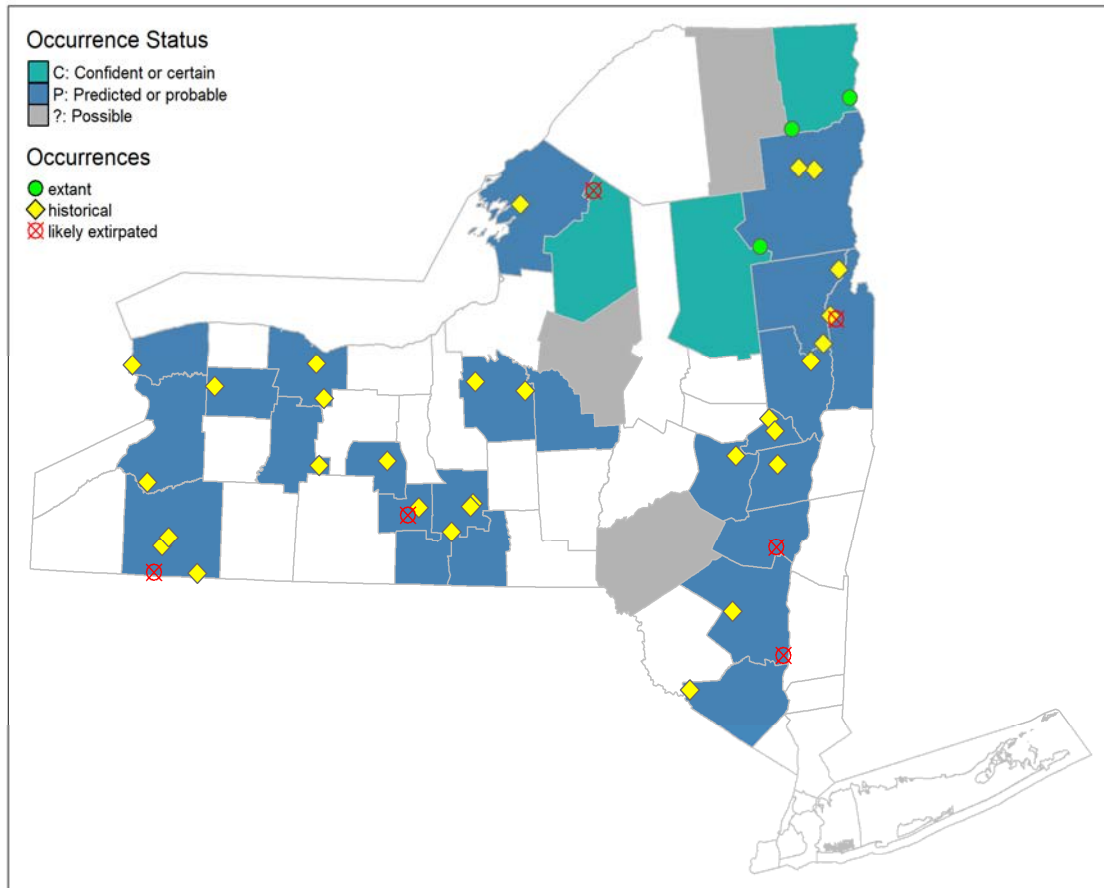 Occurrence Status
C: Confident or certain
P: Predicted or probable
?: Possible
Occurrences
extant
historical
likely extirpated